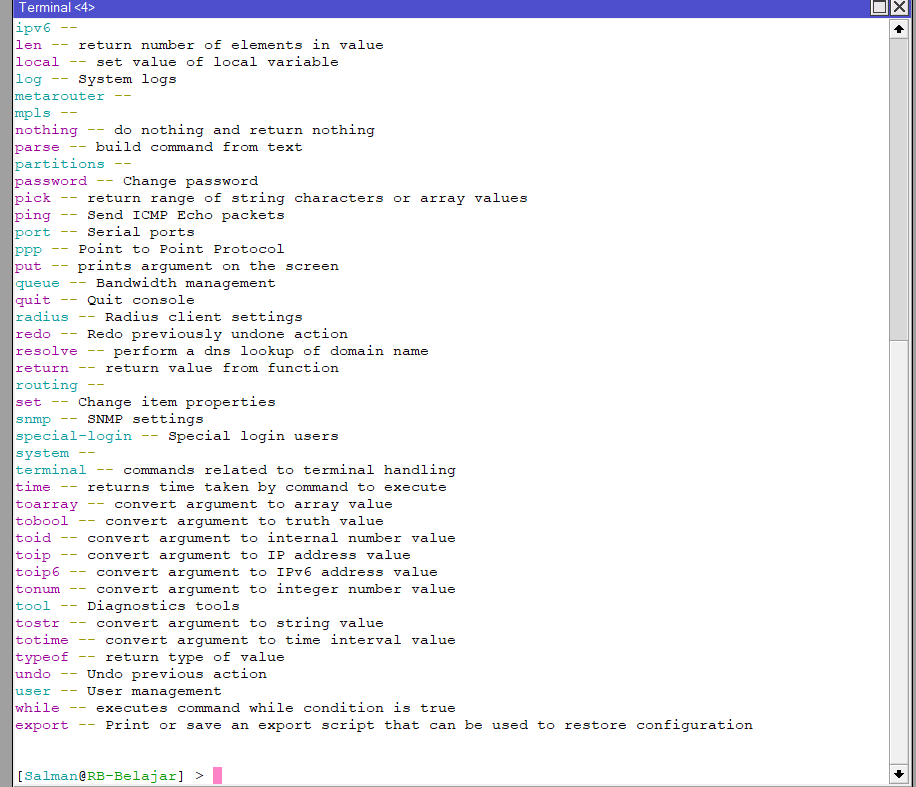 Terminal <4>
ipv6 --
len -- return number of elements in value
local -- set value of local variable
log -- System logs
metarouter --
mpls --
nothing -- do nothing and return nothing
parse -- build command from text
partitions --
password -- Change password
pick -- return range of string characters or array values
ping -- Send ICMP Echo packets
port -- Serial ports
ppp -- Point to Point Protocol
put -- prints argument on the screen
queue -- Bandwidth management
quit -- Quit console
radius -- Radius client settings
redo -- Redo previously undone action
resolve -- perform a dns lookup of domain name
return -- return value from function
routing --
set -- Change item properties
snmp -- SNMP settings
special-login -- Special login users
system --
terminal -- commands related to terminal handling
time -- returns time taken by command to execute
toarray -- convert argument to array value
tobool -- convert argument to truth value
toid -- convert argument to internal number value
toip -- convert argument to IP address value
toip6 -- convert argument to IPv6 address value
tonum -- convert argument to integer number value
tool -- Diagnostics tools
tostr -- convert argument to string value
totime -- convert argument to time interval value
typeof -- return type of value
undo -- Undo previous action
user -- User management
while -- executes command while condition is true
export -- Print or save an export script that can be used to restore configuration
[Salman@RB-Belajar] >